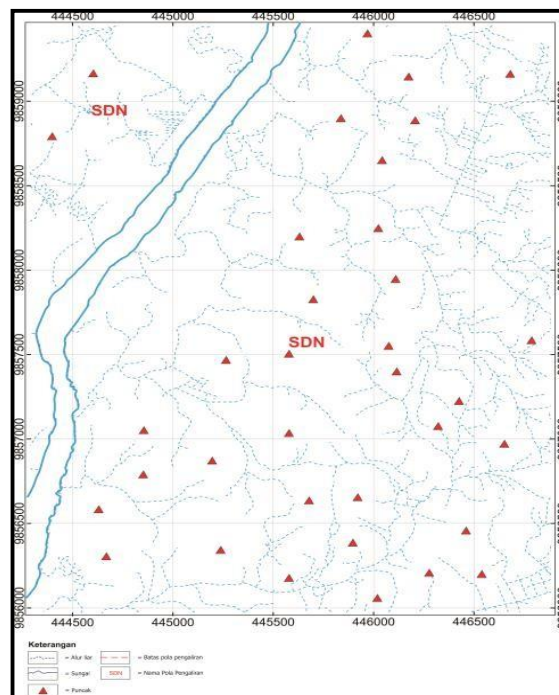 444500 445000 445500 446000 446500
9859000
9858500
9858000
9857500
9857000
9856500
9856000
SDN
SDN
444500 445000 445500 446000 446500
Keterangan
= Alur liar
= Batas pola pengaliran
= Sungai
SDN = Nama Pola Pengaliran
= Puncak